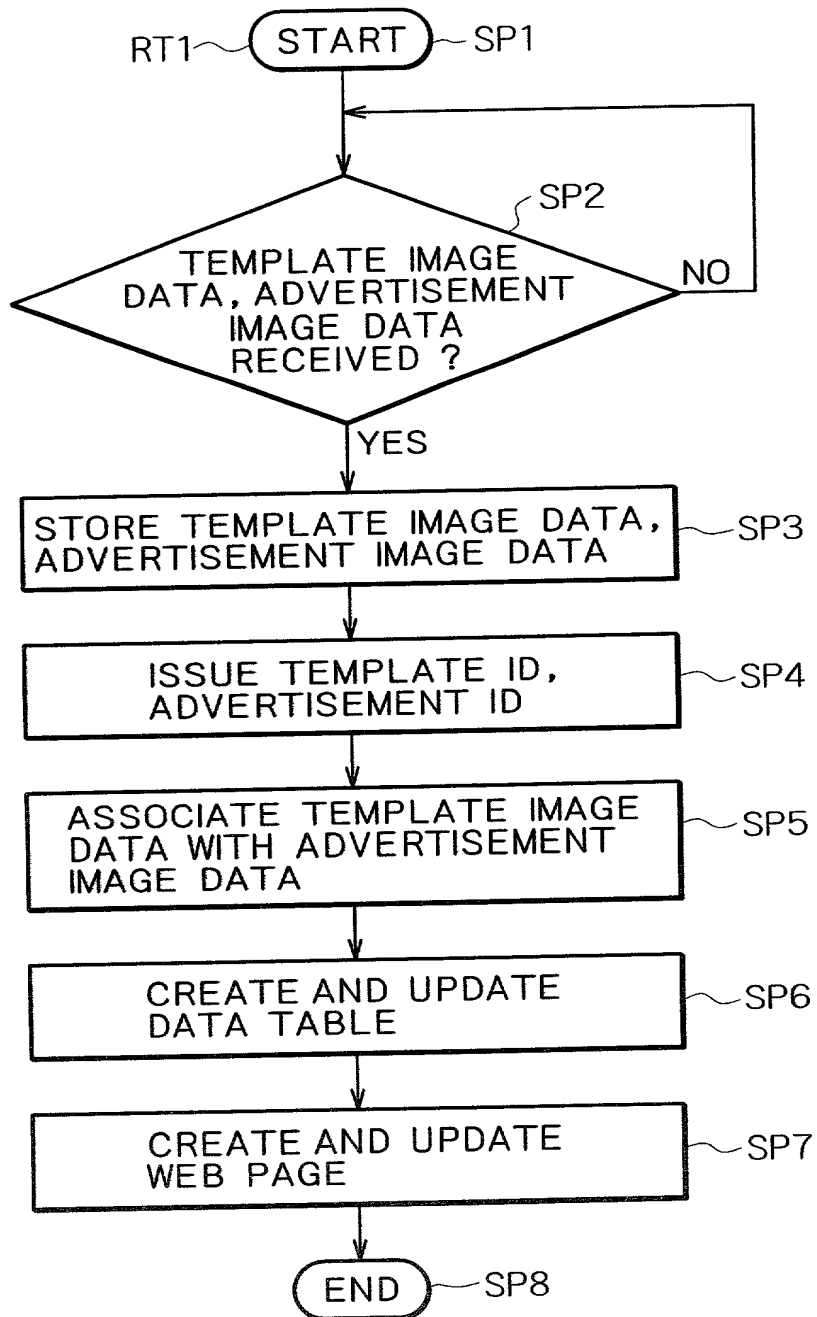 RT1 START SP1
SP2
TEMPLATE IMAGE
DATA, ADVERTISEMENT
IMAGE DATA
RECEIVED ?
NO
YES
STORE TEMPLATE IMAGE DATA,
ADVERTISEMENT IMAGE DATA
SP3
ISSUE TEMPLATE ID,
ADVERTISEMENT ID
SP4
ASSOCIATE TEMPLATE IMAGE
DATA WITH ADVERTISEMENT
IMAGE DATA
SP5
CREATE AND UPDATE
DATA TABLE
SP6
CREATE AND UPDATE
WEB PAGE
SP7
END SP8